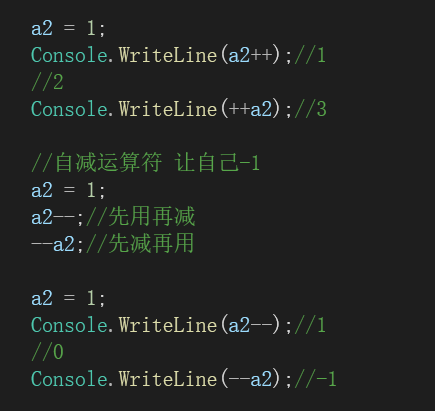 a2 = 1;
Console.WriteLine(a2++);//1
//2
Console.WriteLine(++a2);//3
//自减运算符 让自己-1
a2 = 1;
a2--;//先用再减
--a2;//先减再用
a2 = 1;
Console.WriteLine(a2--);//1
//0
Console.WriteLine(--a2);//-1